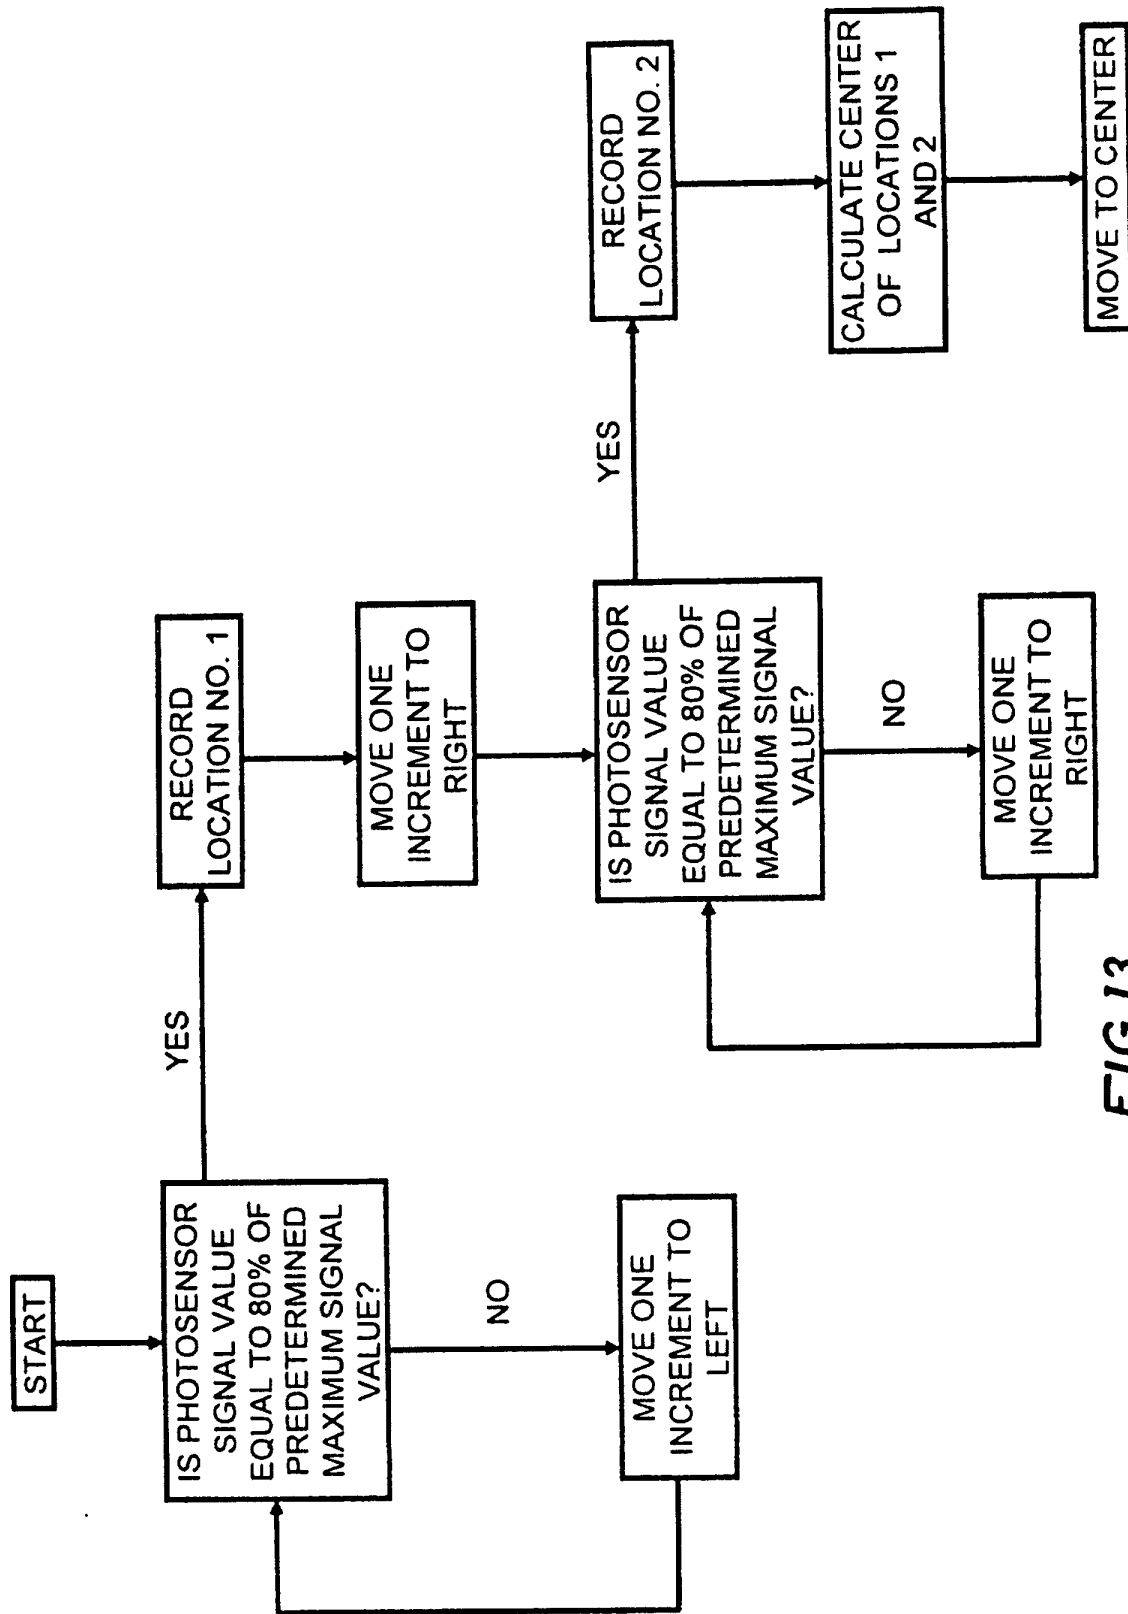 START
IS PHOTOSENSOR
SIGNAL VALUE
EQUAL TO 80% OF
PREDETERMINED
MAXIMUM SIGNAL
VALUE?
NO
MOVE ONE
INCREMENT TO
LEFT
YES
RECORD
LOCATION NO. 1
MOVE ONE
INCREMENT TO
RIGHT
IS PHOTOSENSOR
SIGNAL VALUE
EQUAL TO 80% OF
PREDETERMINED
MAXIMUM SIGNAL
VALUE?
NO
MOVE ONE
INCREMENT TO
RIGHT
YES
RECORD
LOCATION NO. 2
CALCULATE CENTER
OF LOCATIONS 1
AND 2
MOVE TO CENTER
FIG 13